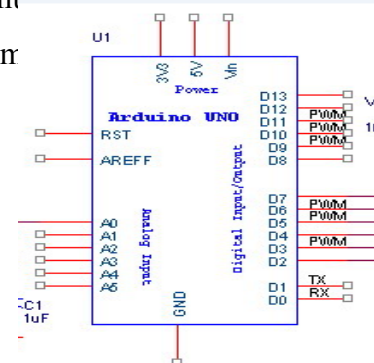 U1
3V3 5V Vin
Power
Arduino UNO
RST
AREFF
A0
A1
A2
A3
A4
A5
Analog Input
Digital Input/Output
D13
D12 PWM
D11 PWM
D10 PWM
D9
D8
D7 PWM
D6 PWM
D5
D4 PWM
D3
D2
D1 TX
D0 RX
GND
C1
1uF